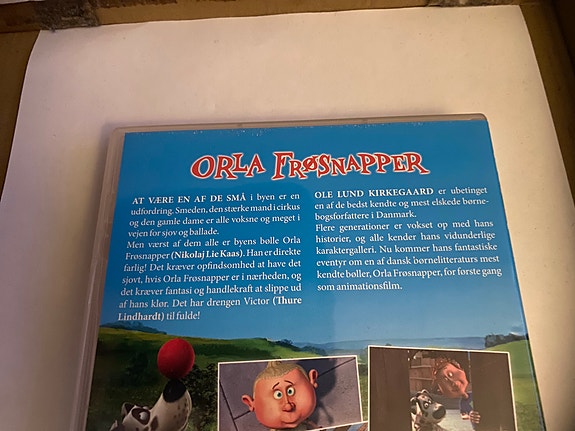 ORLA FRØSNAPPER
AT VÆRE EN AF DE SMÅ i byen er en
udfordring. Smeden, den stærke mand i cirkus
og den gamle dame er alle voksne og meget i
vejen for sjov og ballade.
Men værst af dem alle er byens bølle Orla
Frøsnapper (Nikolaj Lie Kaas). Han er direkte
farlig! Det kræver opfindsomhed at have det
sjovt, hvis Orla Frøsnapper er i nærheden, og
det kræver fantasi og handlekraft at slippe ud
af hans klør. Det har drengen Victor (Thure
Lindhardt) til fulde!
OLE LUND KIRKEGAARD er ubetinget
en af de bedst kendte og mest elskede børne-
bogsforfattere i Danmark.
Flere generationer er vokset op med hans
historier, og alle kender hans vidunderlige
karaktergalleri. Nu kommer hans fantastiske
eventyr om en af dansk børnelitteraturs mest
kendte bøller, Orla Frøsnapper, for første gang
som animationsfilm.